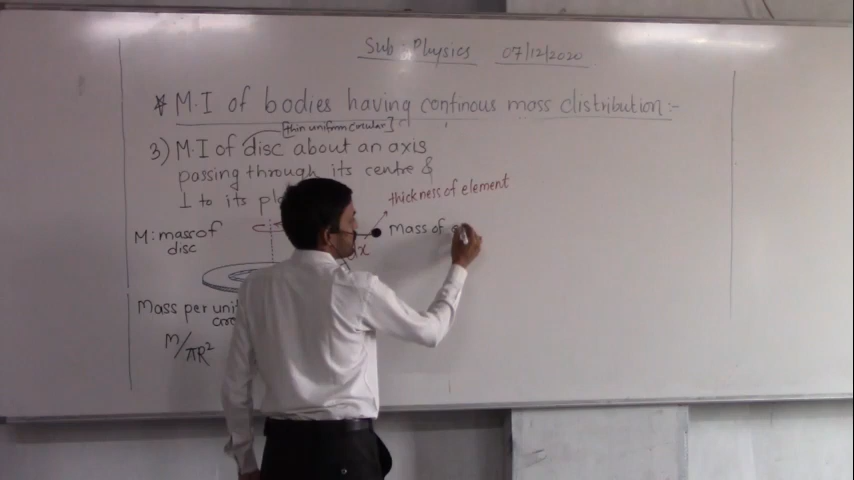 Sub : Physics 07/12/2020
* M.I of bodies having continous mass distribution:-
[thin uniform circular]
3) M.I of disc about an axis
passing through its centre &
⊥ to its
thickness of element
M: mass of
disc
dx
Mass of
Mass per
M/πR²